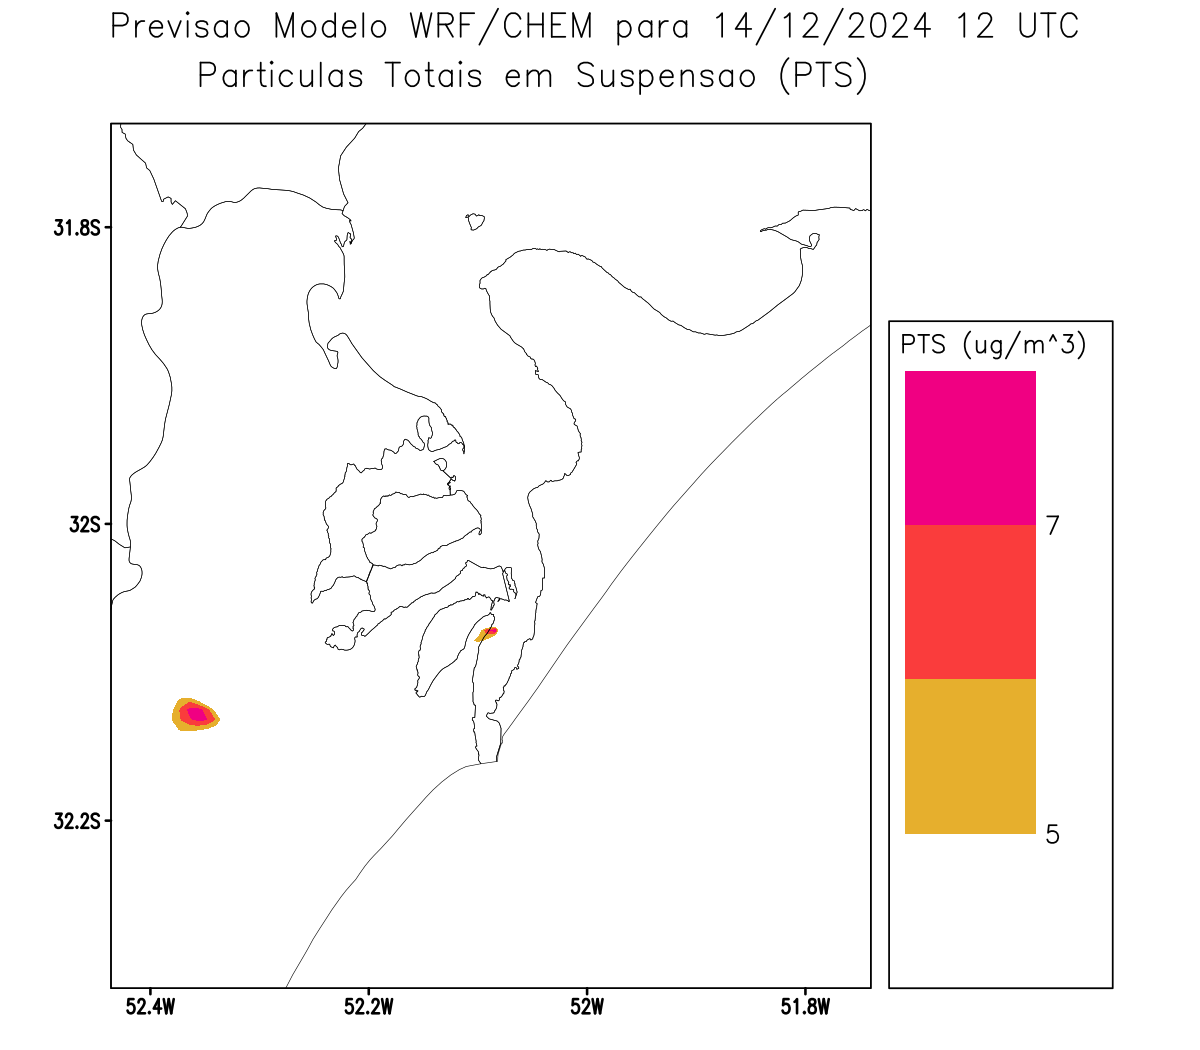 Previsao Modelo WRF/CHEM para 14/12/2024 12 UTC
Particulas Totais em Suspensao (PTS)
31.8S
32S
32.2S
52.4W
52.2W
52W
51.8W
PTS (ug/m^3)
7
5